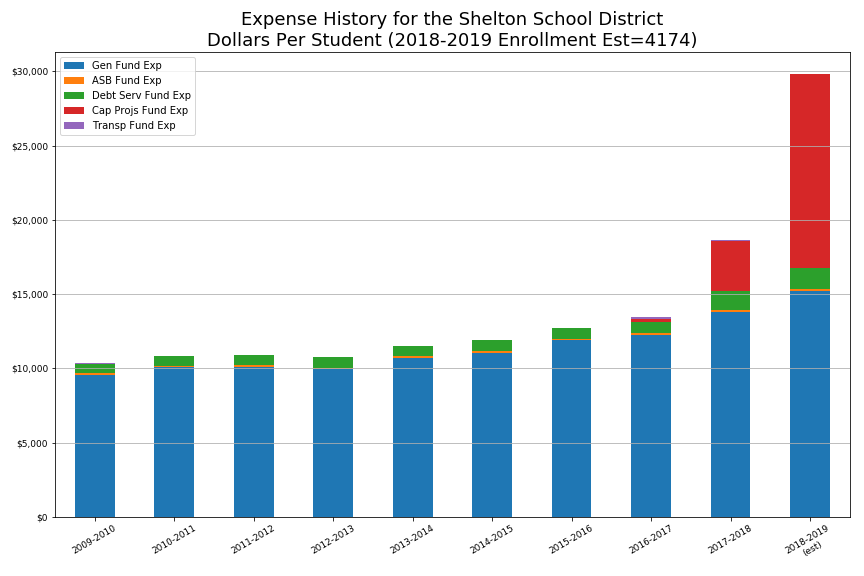 Expense History for the Shelton School District
Dollars Per Student (2018-2019 Enrollment Est=4174)
Gen Fund Exp
ASB Fund Exp
Debt Serv Fund Exp
Cap Projs Fund Exp
Transp Fund Exp
$30,000
$25,000
$20,000
$15,000
$10,000
$5,000
$0
2009-2010
2010-2011
2011-2012
2012-2013
2013-2014
2014-2015
2015-2016
2016-2017
2017-2018
2018-2019
(est)